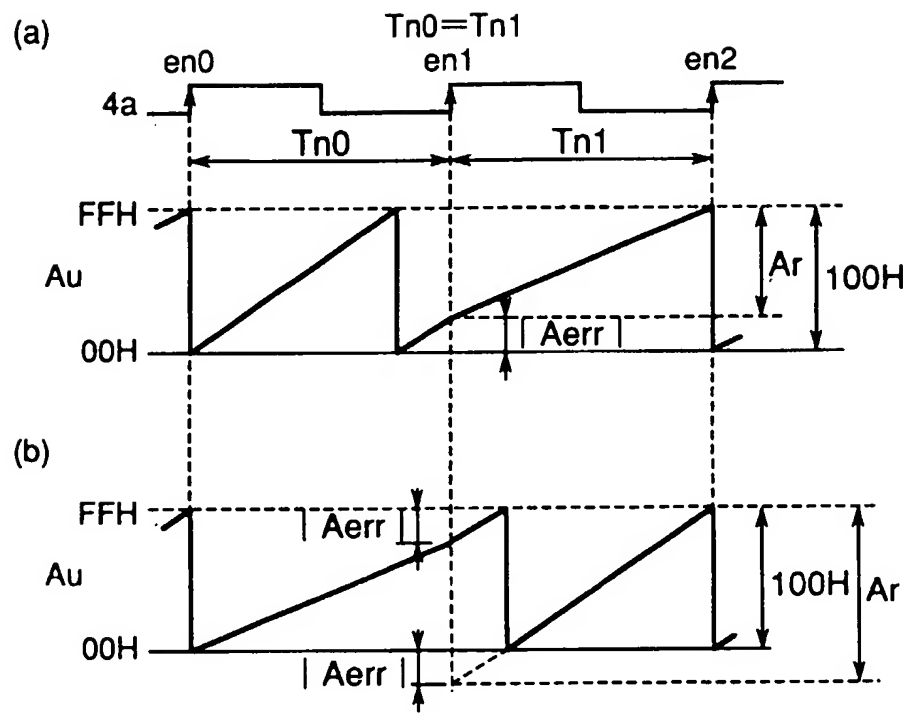 (a)
Tn0=Tn1
en0 en1 en2
4a
Tn0 Tn1
FFH
Au
Ar
100H
| Aerr |
00H
(b)
FFH
| Aerr |
Au
100H
Ar
00H
| Aerr |